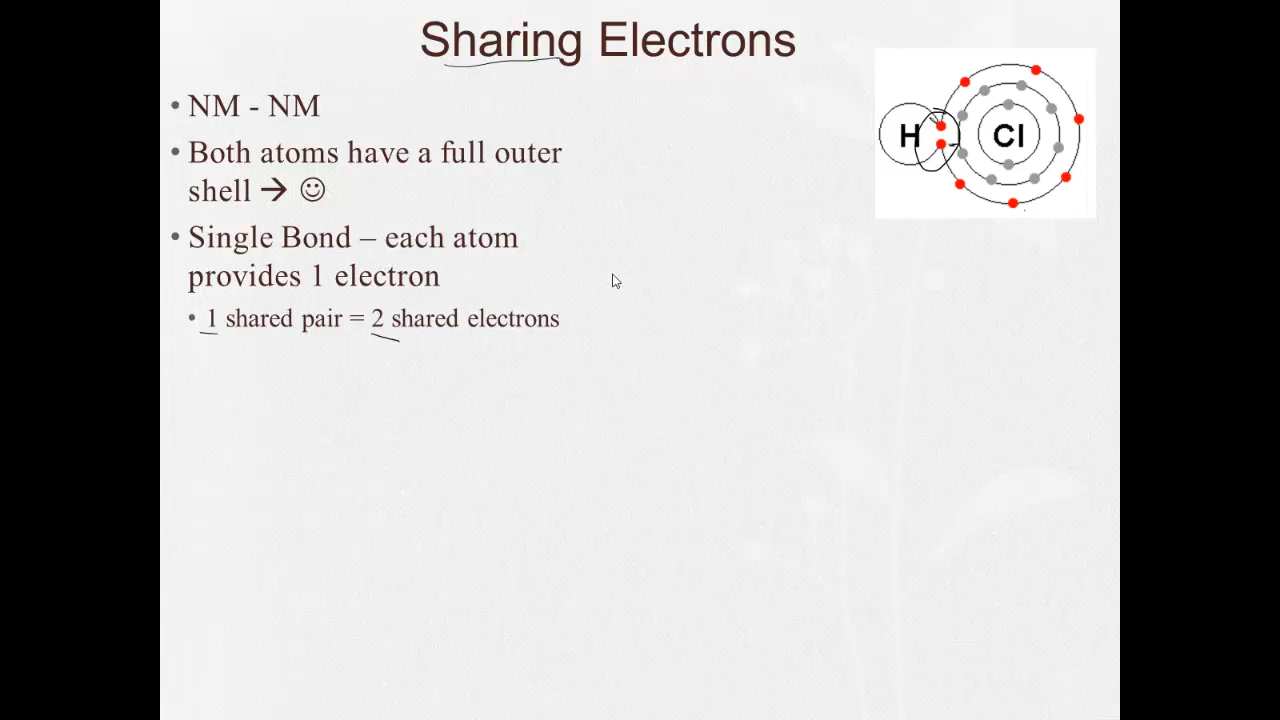 Sharing Electrons
• NM - NM
• Both atoms have a full outer
shell → ☺
• Single Bond – each atom
provides 1 electron
• 1 shared pair = 2 shared electrons
H Cl